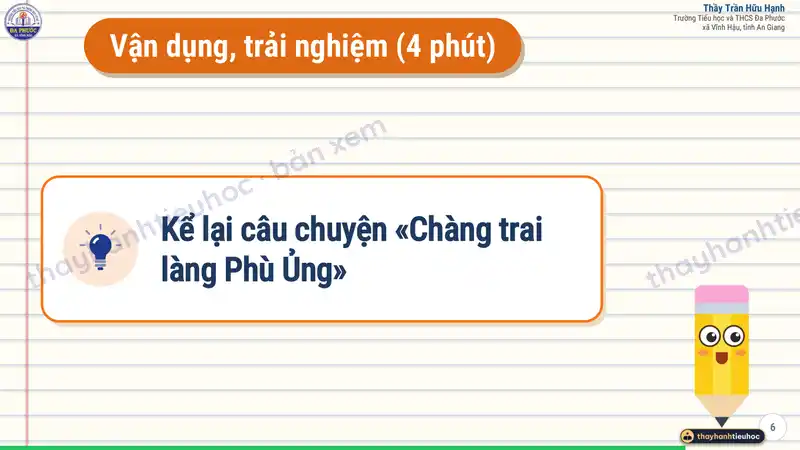 ĐA PHƯỚC
Thầy Trần Hữu Hạnh
Trường Tiểu học và THCS Đa Phước
xã Vĩnh Hậu, tỉnh An Giang
Vận dụng, trải nghiệm (4 phút)
thayhanhtieuhoc · bản xem
Kể lại câu chuyện «Chàng trai
làng Phù Ủng»
thayhanhtie
thayhanhtieuhoc
6